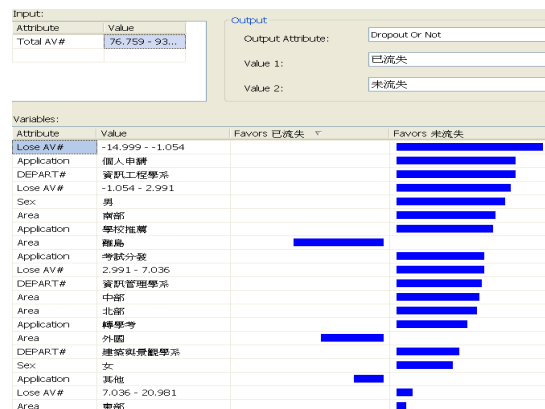 Input:
Attribute Value
Total AV# 76.759 - 93...
Output
Output Attribute: Dropout Or Not
Value 1: 已流失
Value 2: 未流失
Variables:
Attribute Value Favors 已流失 Favors 未流失
Lose AV# -14.999 - -1.054
Application 個人申請
DEPART# 資訊工程學系
Lose AV# -1.054 - 2.991
Sex 男
Area 南部
Application 學校推薦
Area 離島
Application 考試分發
Lose AV# 2.991 - 7.036
DEPART# 資訊管理學系
Area 中部
Area 北部
Application 轉學考
Area 外國
DEPART# 建築與景觀學系
Sex 女
Application 其他
Lose AV# 7.036 - 20.981
Area 東部